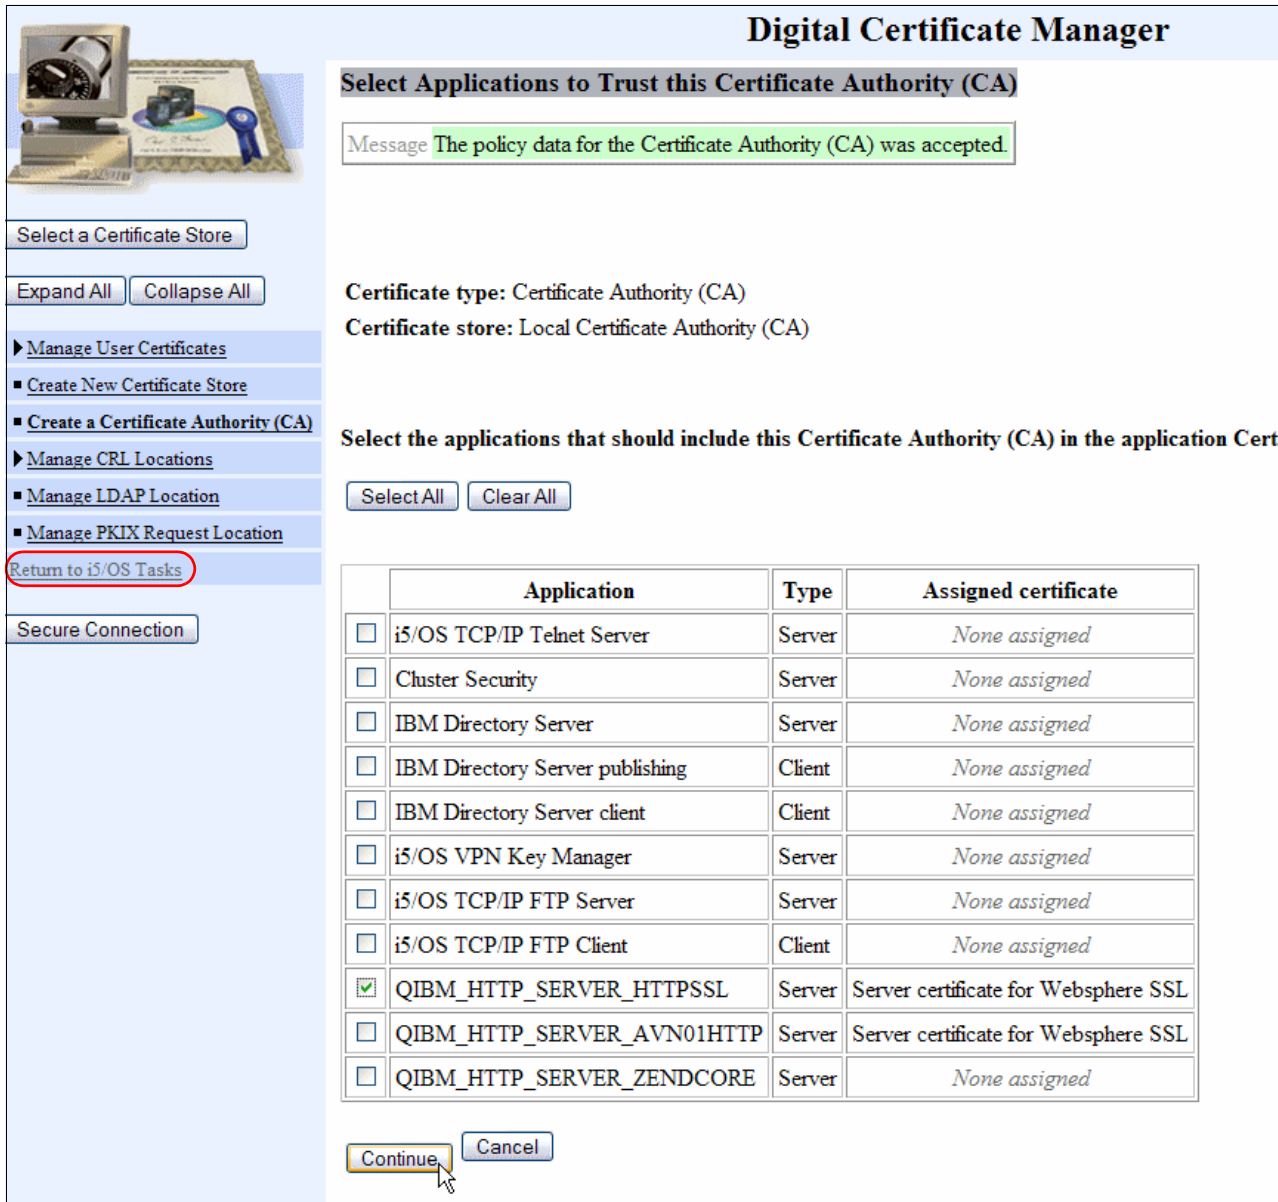 Digital Certificate Manager
Select a Certificate Store
Expand All Collapse All
Manage User Certificates
Create New Certificate Store
Create a Certificate Authority (CA)
Manage CRL Locations
Manage LDAP Location
Manage PKIX Request Location
Return to i5/OS Tasks
Secure Connection
Select Applications to Trust this Certificate Authority (CA)
Message The policy data for the Certificate Authority (CA) was accepted.
Certificate type: Certificate Authority (CA)
Certificate store: Local Certificate Authority (CA)
Select the applications that should include this Certificate Authority (CA) in the application Cert
Select All Clear All
Application Type Assigned certificate
i5/OS TCP/IP Telnet Server Server None assigned
Cluster Security Server None assigned
IBM Directory Server Server None assigned
IBM Directory Server publishing Client None assigned
IBM Directory Server client Client None assigned
i5/OS VPN Key Manager Server None assigned
i5/OS TCP/IP FTP Server Server None assigned
i5/OS TCP/IP FTP Client Client None assigned
QIBM_HTTP_SERVER_HTTPSSL Server Server certificate for Websphere SSL
QIBM_HTTP_SERVER_AVN01HTTP Server Server certificate for Websphere SSL
QIBM_HTTP_SERVER_ZENDCORE Server None assigned
Continue Cancel